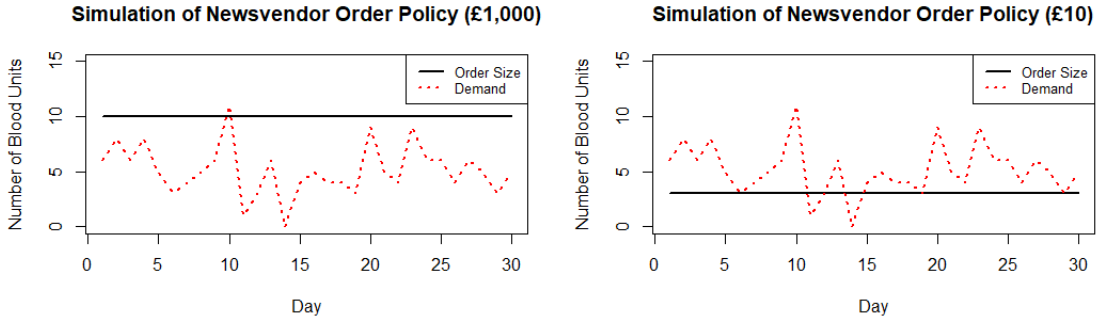 Simulation of Newsvendor Order Policy (£1,000)
Number of Blood Units
15
10
5
0
Order Size
Demand
0 5 10 15 20 25 30
Day
Simulation of Newsvendor Order Policy (£10)
Number of Blood Units
15
10
5
0
Order Size
Demand
0 5 10 15 20 25 30
Day